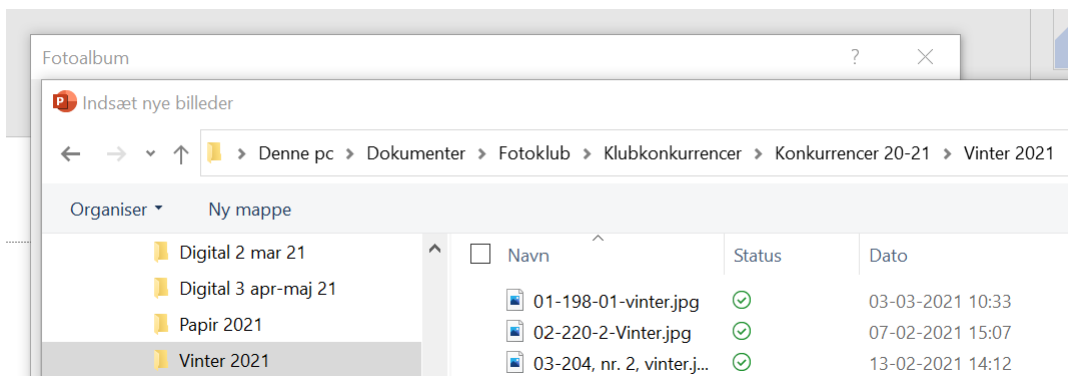 Fotoalbum ?
Indsæt nye billeder
Denne pc > Dokumenter > Fotoklub > Klubkonkurrencer > Konkurrencer 20-21 > Vinter 2021
Organiser Ny mappe
Digital 2 mar 21
Digital 3 apr-maj 21
Papir 2021
Vinter 2021
Navn Status Dato
01-198-01-vinter.jpg 03-03-2021 10:33
02-220-2-Vinter.jpg 07-02-2021 15:07
03-204, nr. 2, vinter.j... 13-02-2021 14:12